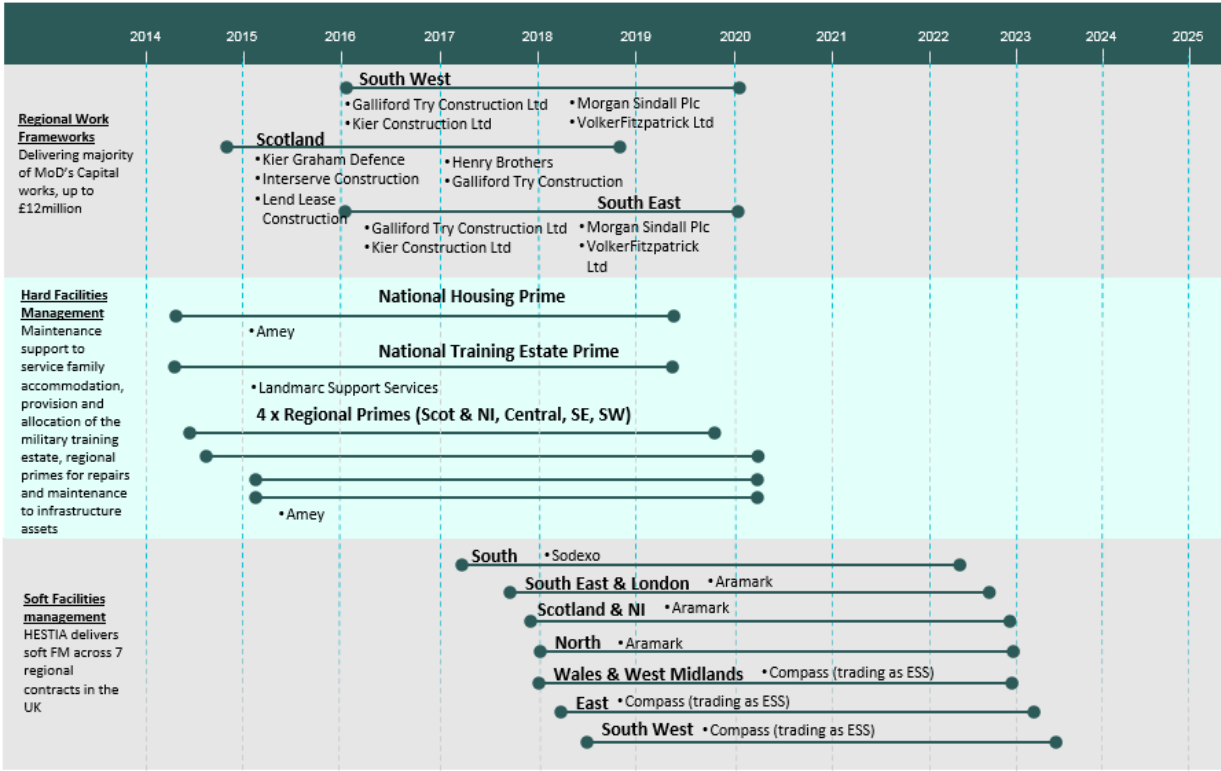 2014 2015 2016 2017 2018 2019 2020 2021 2022 2023 2024 2025
Regional Work
Frameworks
Delivering majority
of MoD's Capital
works, up to
£12million
South West
•Galliford Try Construction Ltd
•Kier Construction Ltd
•Morgan Sindall Plc
•VolkerFitzpatrick Ltd
Scotland
•Kier Graham Defence
•Interserve Construction
•Lend Lease
Construction
•Henry Brothers
•Galliford Try Construction
South East
•Galliford Try Construction Ltd
•Kier Construction Ltd
•Morgan Sindall Plc
•VolkerFitzpatrick
Ltd
Hard Facilities
Management
Maintenance
support to
service family
accommodation,
provision and
allocation of the
military training
estate, regional
primes for repairs
and maintenance
to infrastructure
assets
National Housing Prime
•Amey
National Training Estate Prime
•Landmarc Support Services
4 x Regional Primes (Scot & NI, Central, SE, SW)
•Amey
Soft Facilities
management
HESTIA delivers
soft FM across 7
regional
contracts in the
UK
South •Sodexo
South East & London •Aramark
Scotland & NI •Aramark
North •Aramark
Wales & West Midlands •Compass (trading as ESS)
East •Compass (trading as ESS)
South West •Compass (trading as ESS)